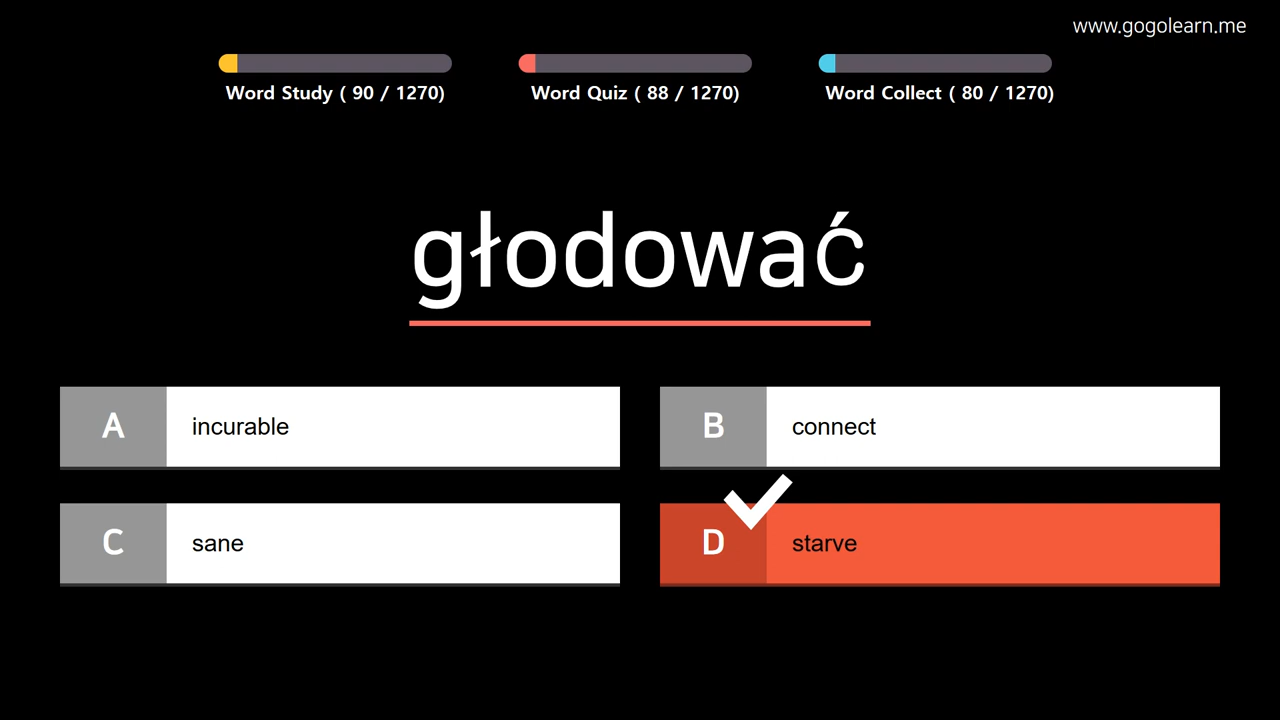 www.gogolearn.me
Word Study ( 90 / 1270)
Word Quiz ( 88 / 1270)
Word Collect ( 80 / 1270)
głodować
A incurable
B connect
C sane
D starve